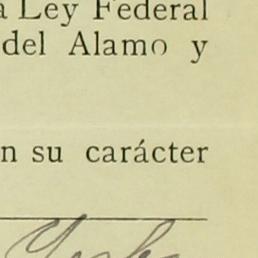 a Ley Federal
del Alamo y
n su carácter